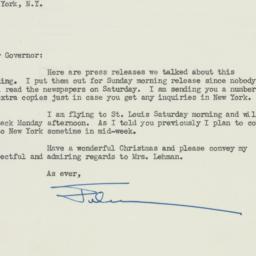 York, N.Y.
r Governor:
Here are press releases we talked about this
ing. I put them out for Sunday morning release since nobody
read the newspapers on Saturday. I am sending you a number
extra copies just in case you get any inquiries in New York.
I am flying to St. Louis Saturday morning and will
eck Monday afternoon. As I told you previously I plan to co
o New York sometime in mid-week.
Have a wonderful Christmas and please convey my
ectful and admiring regards to Mrs. Lehman.
As ever,